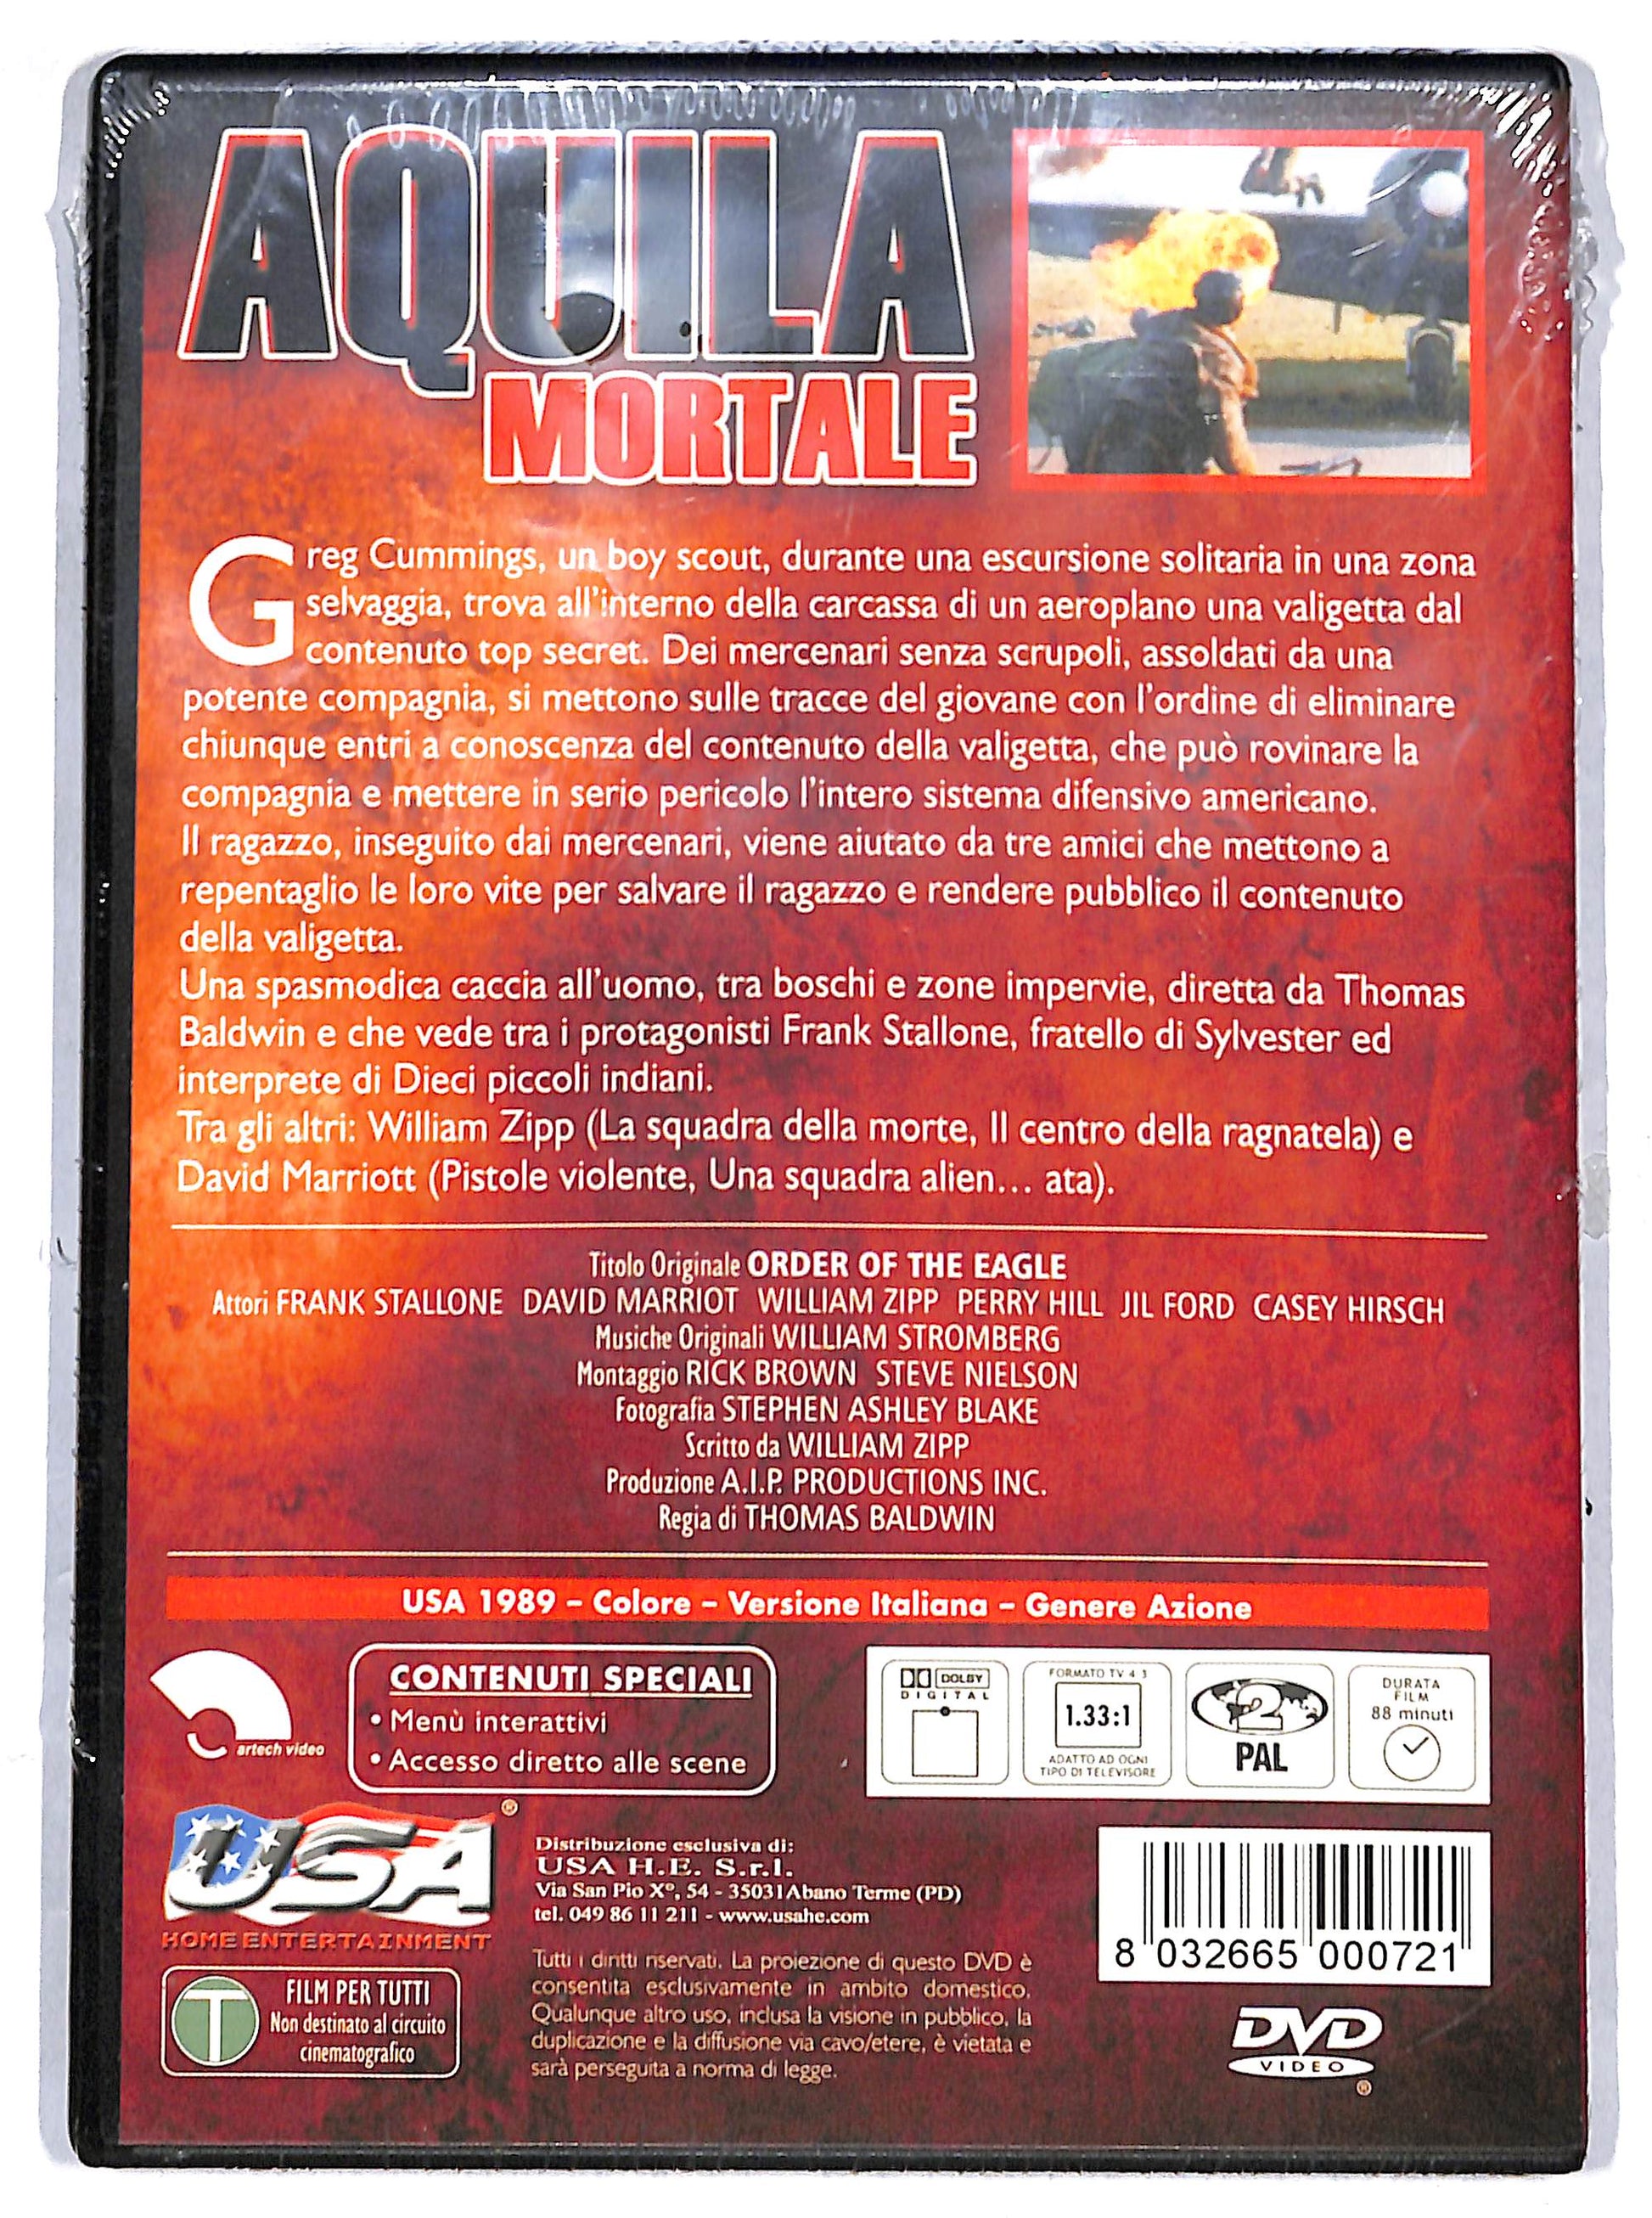 AQUILA
MORTALE
Greg Cummings, un boy scout, durante una escursione solitaria in una zona
selvaggia, trova all'interno della carcassa di un aeroplano una valigetta dal
contenuto top secret. Dei mercenari senza scrupoli, assoldati da una
potente compagnia, si mettono sulle tracce del giovane con l'ordine di eliminare
chiunque entri a conoscenza del contenuto della valigetta, che può rovinare la
compagnia e mettere in serio pericolo l'intero sistema difensivo americano.
Il ragazzo, inseguito dai mercenari, viene aiutato da tre amici che mettono a
repentaglio le loro vite per salvare il ragazzo e rendere pubblico il contenuto
della valigetta.
Una spasmodica caccia all'uomo, tra boschi e zone impervie, diretta da Thomas
Baldwin e che vede tra i protagonisti Frank Stallone, fratello di Sylvester ed
interprete di Dieci piccoli indiani.
Tra gli altri: William Zipp (La squadra della morte, Il centro della ragnatela) e
David Marriott (Pistole violente, Una squadra alien... ata).
Titolo Originale ORDER OF THE EAGLE
Attori FRANK STALLONE DAVID MARRIOT WILLIAM ZIPP PERRY HILL JIL FORD CASEY HIRSCH
Musiche Originali WILLIAM STROMBERG
Montaggio RICK BROWN STEVE NIELSON
Fotografia STEPHEN ASHLEY BLAKE
Scritto da WILLIAM ZIPP
Produzione A.I.P. PRODUCTIONS INC.
Regia di THOMAS BALDWIN
USA 1989 – Colore – Versione Italiana – Genere Azione
artech video
CONTENUTI SPECIALI
• Menù interattivi
• Accesso diretto alle scene
DOLBY
DIGITAL
FORMATO TV 4 3
1.33:1
ADATTO AD OGNI
TIPO DI TELEVISORE
2
PAL
DURATA
FILM
88 minuti
USA ®
HOME ENTERTAINMENT
Distribuzione esclusiva di:
USA H.E. S.r.l.
Via San Pio X°, 54 - 35031Abano Terme (PD)
tel. 049 86 11 211 - www.usahe.com
T
FILM PER TUTTI
Non destinato al circuito
cinematografico
Tutti i diritti riservati. La proiezione di questo DVD è
consentita esclusivamente in ambito domestico.
Qualunque altro uso, inclusa la visione in pubblico, la
duplicazione e la diffusione via cavo/etere, è vietata e
sarà perseguita a norma di legge.
8 032665 000721
DVD
VIDEO
®